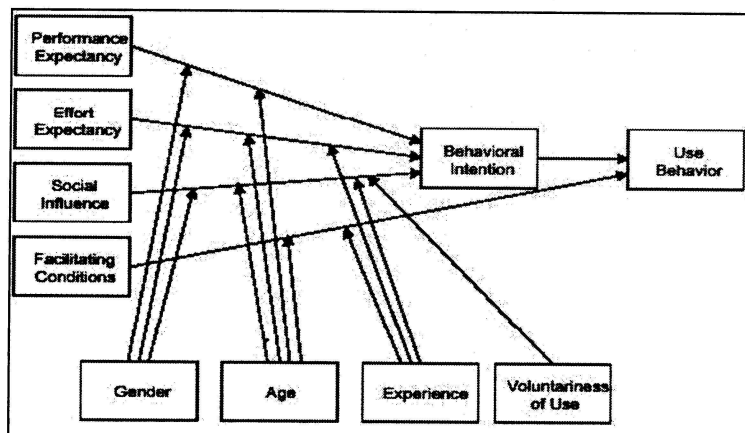 Performance
Expectancy
Effort
Expectancy
Social
Influence
Facilitating
Conditions
Behavioral
Intention
Use
Behavior
Gender
Age
Experience
Voluntariness
of Use